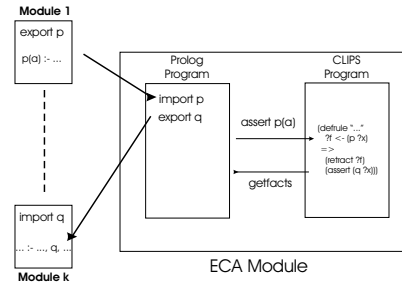 Module 1
export p
p(a) :- ...
import q
... :- ..., q, ...
Module k
Prolog
Program
import p
export q
assert p(a)
getfacts
CLIPS
Program
(defrule "..."
?f <- (p ?x)
=>
(retract ?f)
(assert (q ?x)))
ECA Module